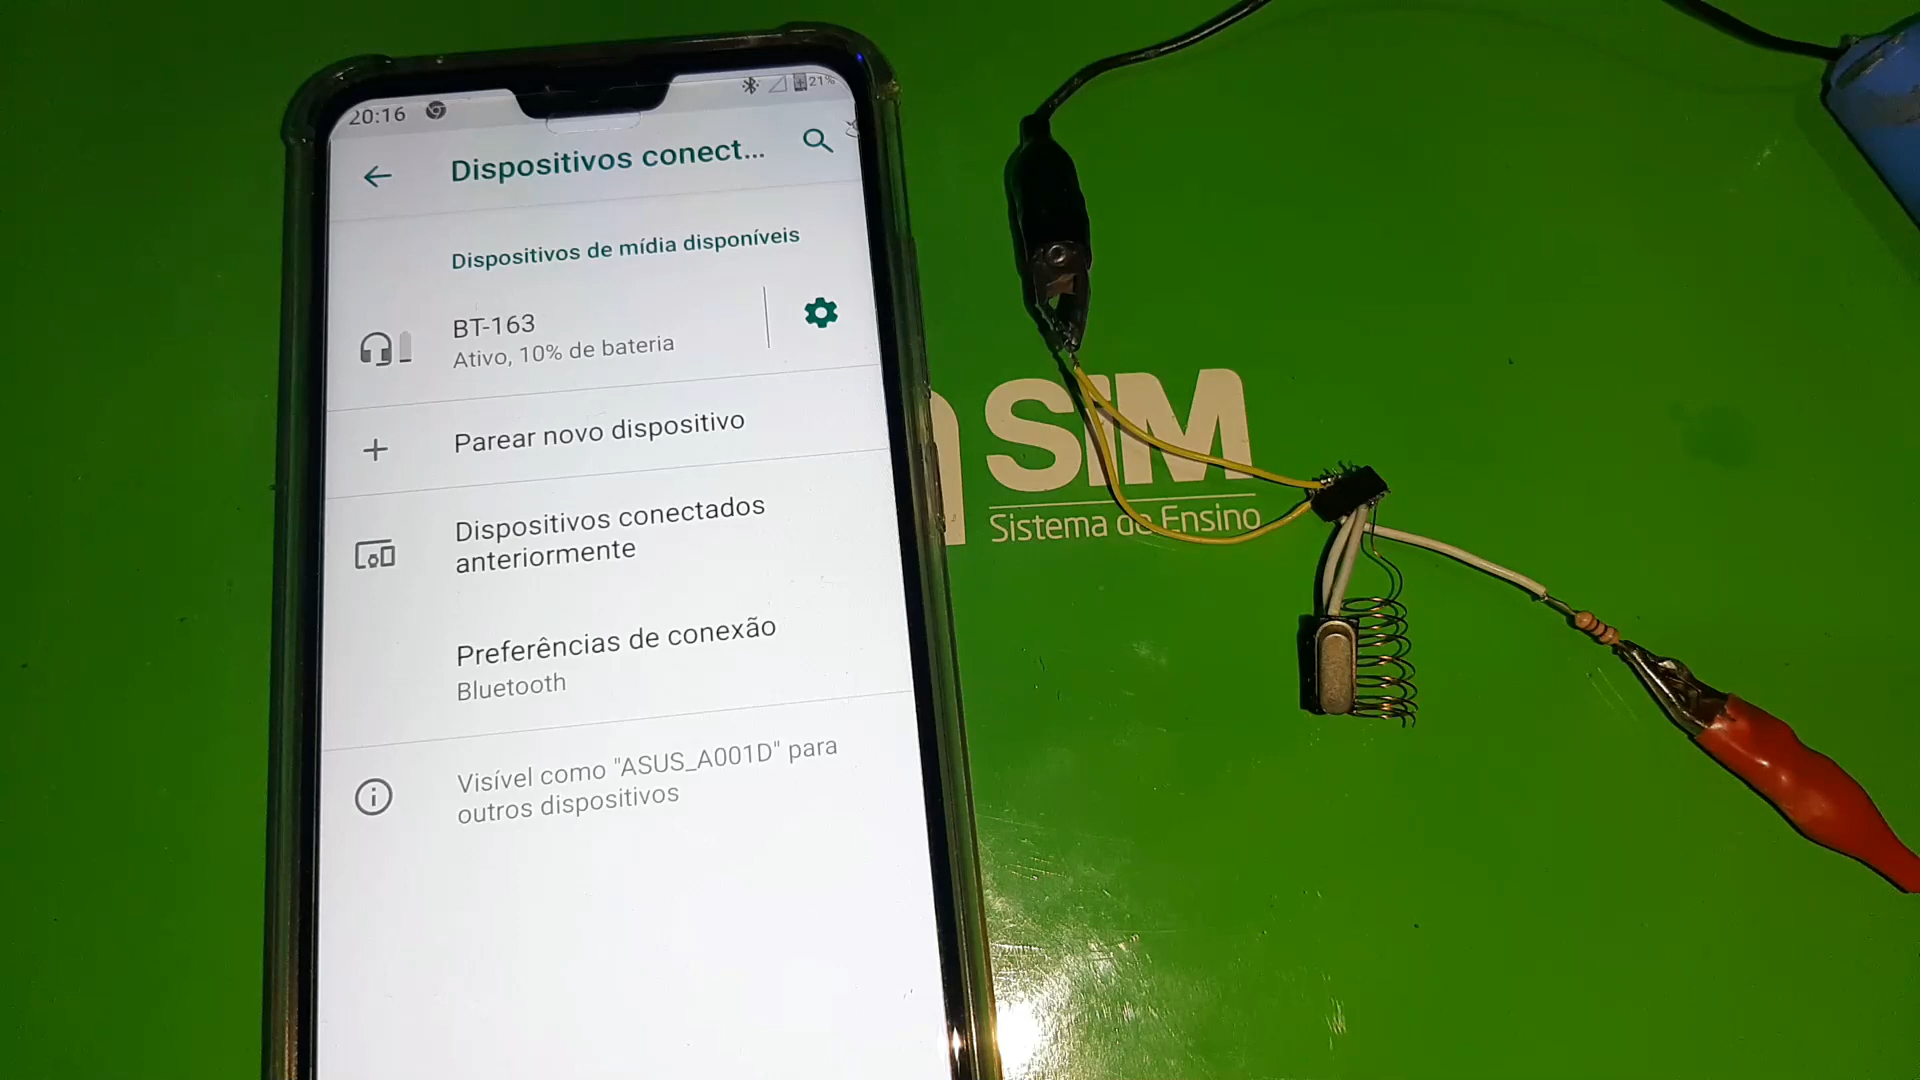 20:16
21%
Dispositivos conect...
Dispositivos de mídia disponíveis
BT-163
Ativo, 10% de bateria
Parear novo dispositivo
Dispositivos conectados
anteriormente
Preferências de conexão
Bluetooth
Visível como "ASUS_A001D" para
outros dispositivos
SIM
Sistema de Ensino